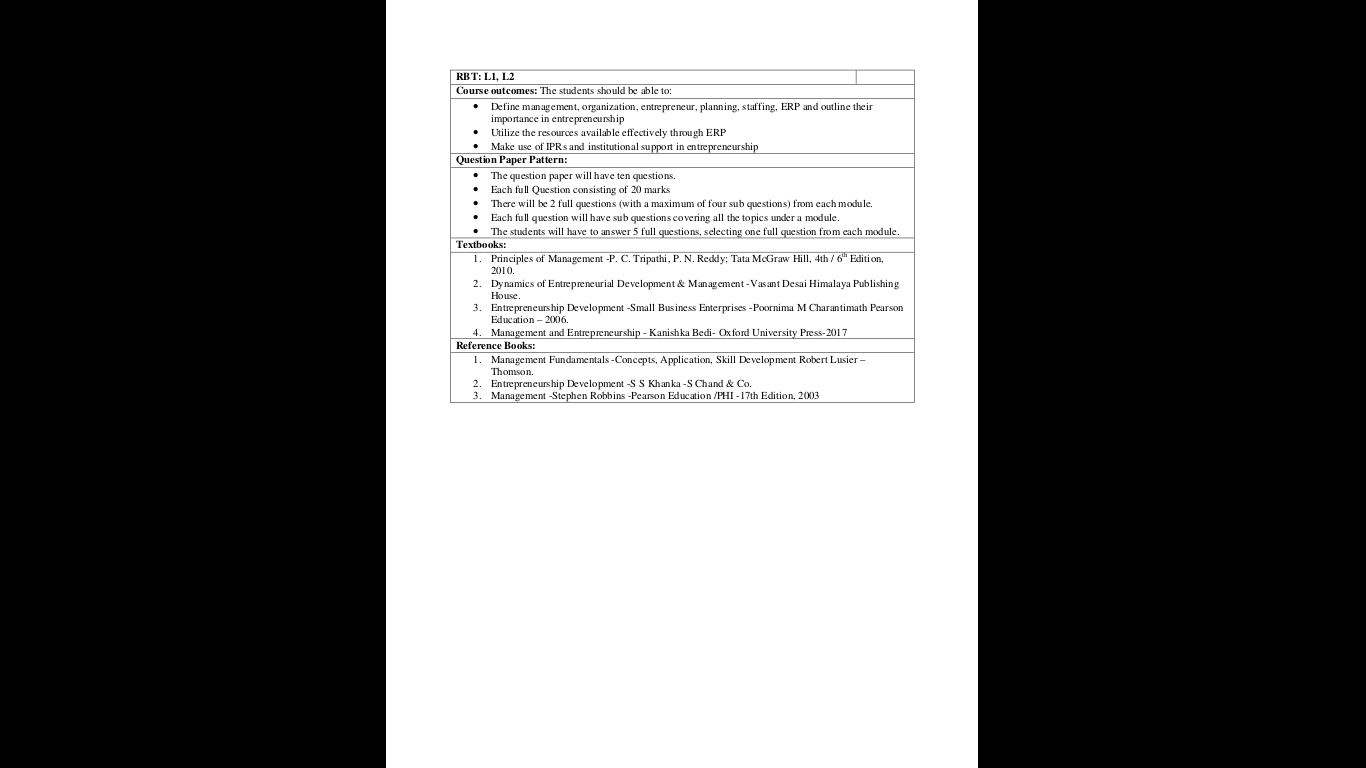 RBT: L1, L2
Course outcomes: The students should be able to:
• Define management, organization, entrepreneur, planning, staffing, ERP and outline their
importance in entrepreneurship
• Utilize the resources available effectively through ERP
• Make use of IPRs and institutional support in entrepreneurship
Question Paper Pattern:
• The question paper will have ten questions.
• Each full Question consisting of 20 marks
• There will be 2 full questions (with a maximum of four sub questions) from each module.
• Each full question will have sub questions covering all the topics under a module.
• The students will have to answer 5 full questions, selecting one full question from each module.
Textbooks:
1. Principles of Management -P. C. Tripathi, P. N. Reddy; Tata McGraw Hill, 4th / 6th Edition,
2010.
2. Dynamics of Entrepreneurial Development & Management -Vasant Desai Himalaya Publishing
House.
3. Entrepreneurship Development -Small Business Enterprises -Poornima M Charantimath Pearson
Education – 2006.
4. Management and Entrepreneurship - Kanishka Bedi- Oxford University Press-2017
Reference Books:
1. Management Fundamentals -Concepts, Application, Skill Development Robert Lusier –
Thomson.
2. Entrepreneurship Development -S S Khanka -S Chand & Co.
3. Management -Stephen Robbins -Pearson Education /PHI -17th Edition, 2003